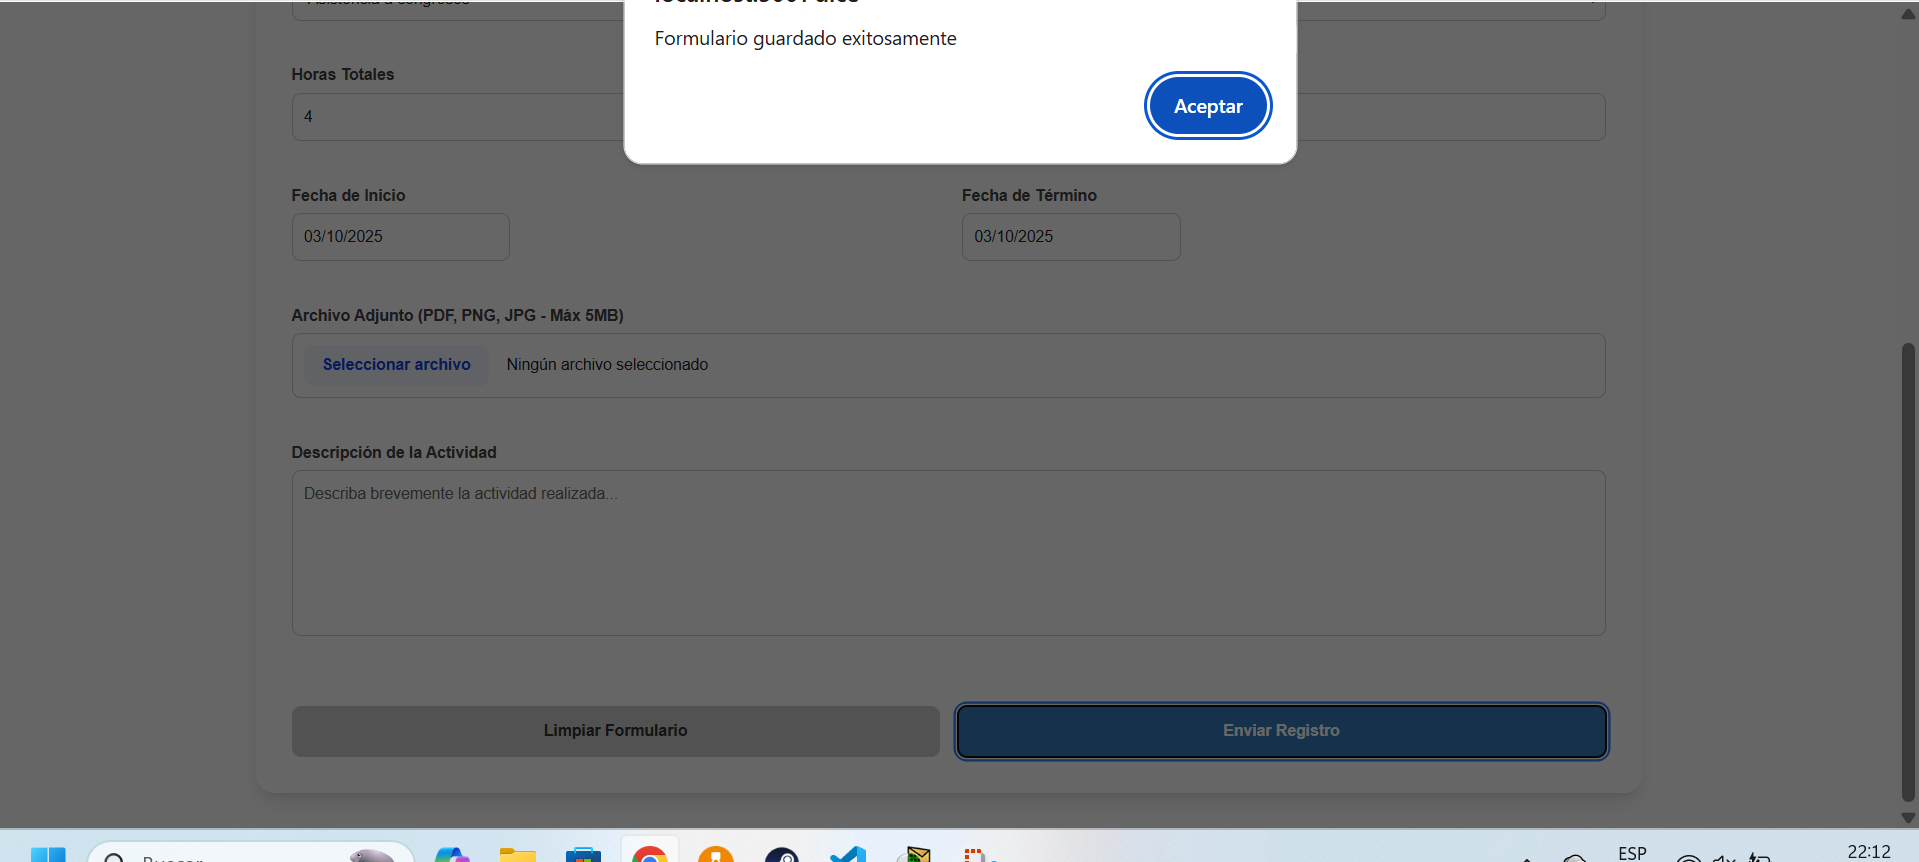 Formulario guardado exitosamente
Aceptar
Horas Totales
4
Fecha de Inicio
Fecha de Término
03/10/2025
03/10/2025
Archivo Adjunto (PDF, PNG, JPG - Máx 5MB)
Seleccionar archivo
Ningún archivo seleccionado
Descripción de la Actividad
Describa brevemente la actividad realizada...
Limpiar Formulario
Enviar Registro
ESP
22:12